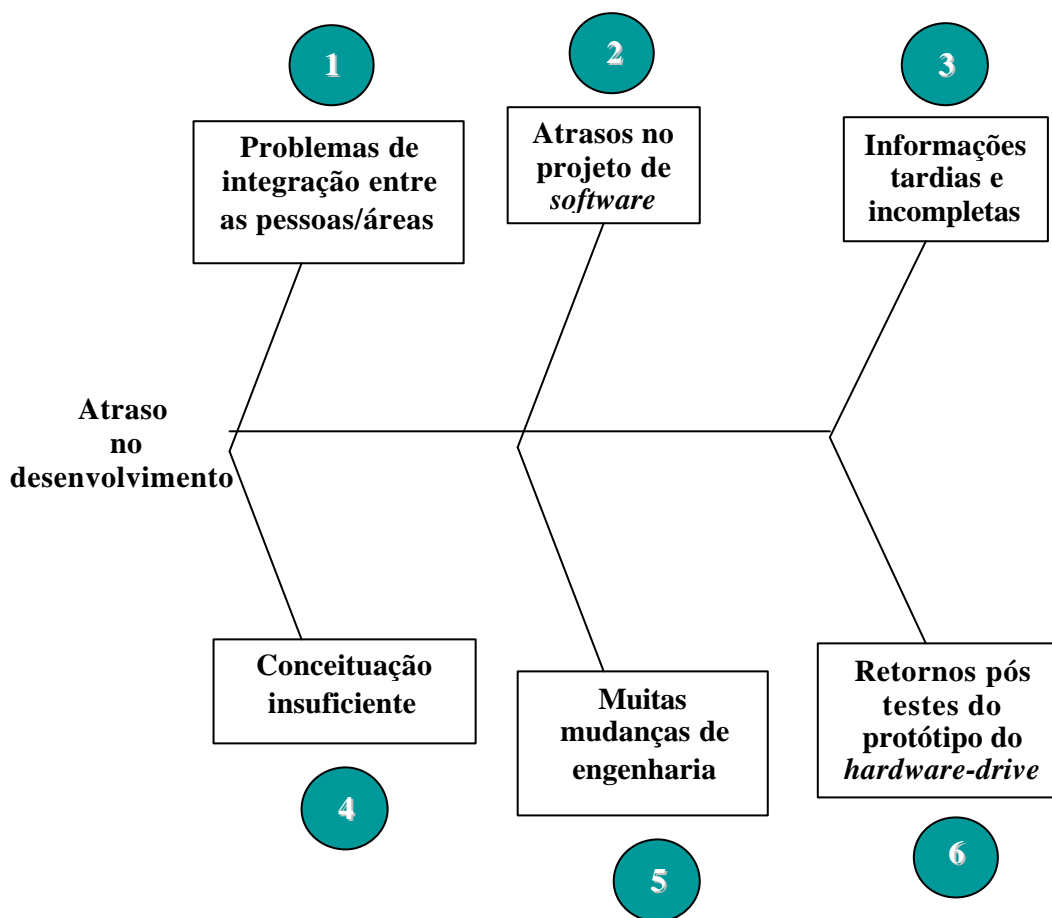 1
Problemas de
integração entre
as pessoas/áreas
2
Atrasos no
projeto de
software
3
Informações
tardias e
incompletas
Atraso
no
desenvolvimento
Conceituação
insuficiente
4
Muitas
mudanças de
engenharia
5
Retornos pós
testes do
protótipo do
hardware-drive
6